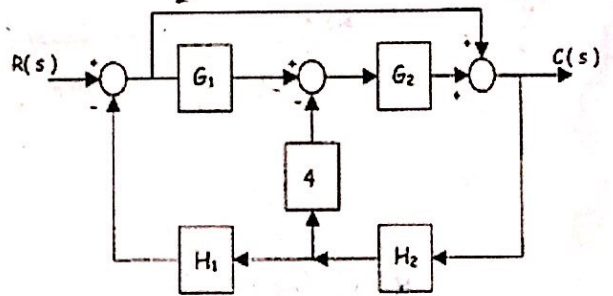 R(s)
+
-
G₁
+
-
-
G₂
+
+
C(s)
4
H₁
H₂